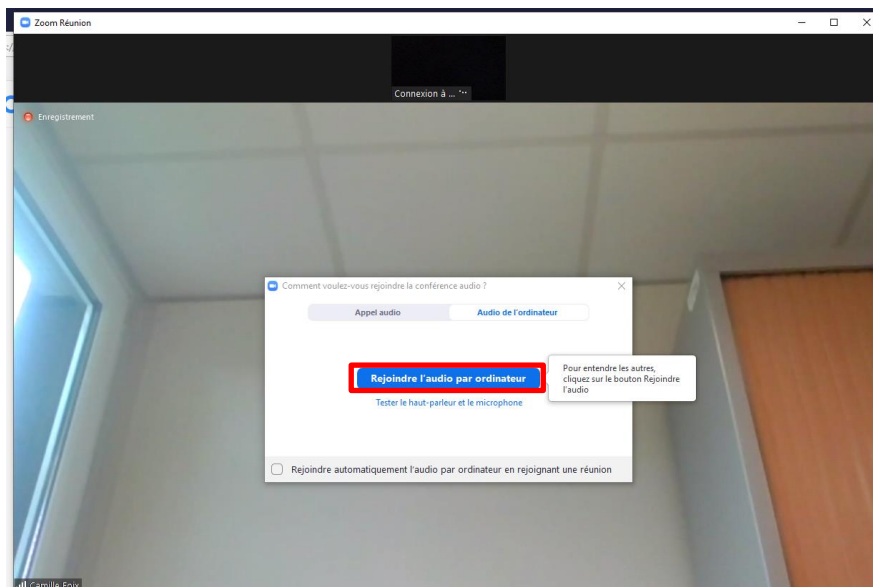 Zoom Réunion
Connexion à ... ...
Enregistrement
Comment voulez-vous rejoindre la conférence audio ?
Appel audio
Audio de l'ordinateur
Rejoindre l'audio par ordinateur
Pour entendre les autres,
cliquez sur le bouton Rejoindre
l'audio
Tester le haut-parleur et le microphone
Rejoindre automatiquement l'audio par ordinateur en rejoignant une réunion
Camille